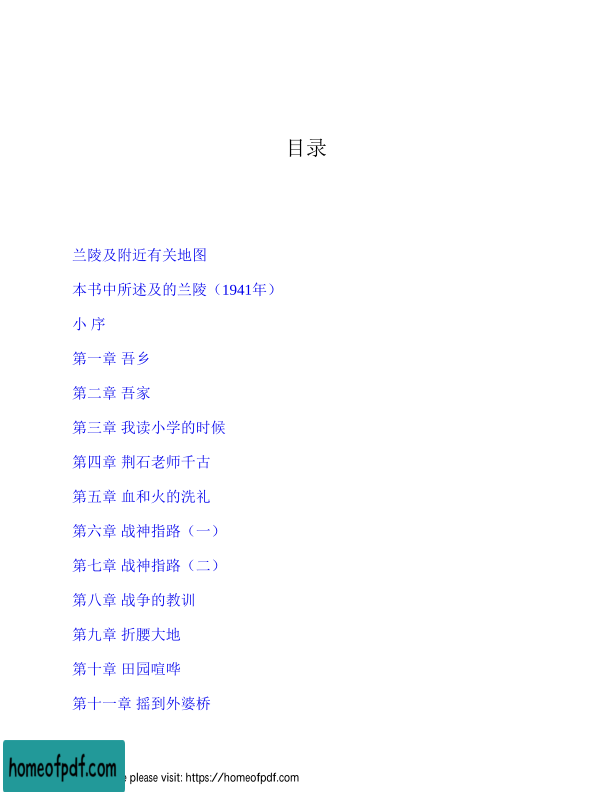 目录
兰陵及附近有关地图
本书中所述及的兰陵（1941年）
小 序
第一章 吾乡
第二章 吾家
第三章 我读小学的时候
第四章 荆石老师千古
第五章 血和火的洗礼
第六章 战神指路（一）
第七章 战神指路（二）
第八章 战争的教训
第九章 折腰大地
第十章 田园喧哗
第十一章 摇到外婆桥
homeofpdf.com
e please visit: https://homeofpdf.com